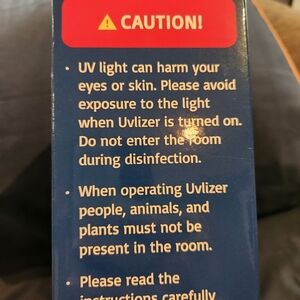 ⚠ CAUTION!
· UV light can harm your
eyes or skin. Please avoid
exposure to the light
when Uvlizer is turned on.
Do not enter the room
during disinfection.
· When operating Uvlizer
people, animals, and
plants must not be
present in the room.
· Please read the
instructions carefully